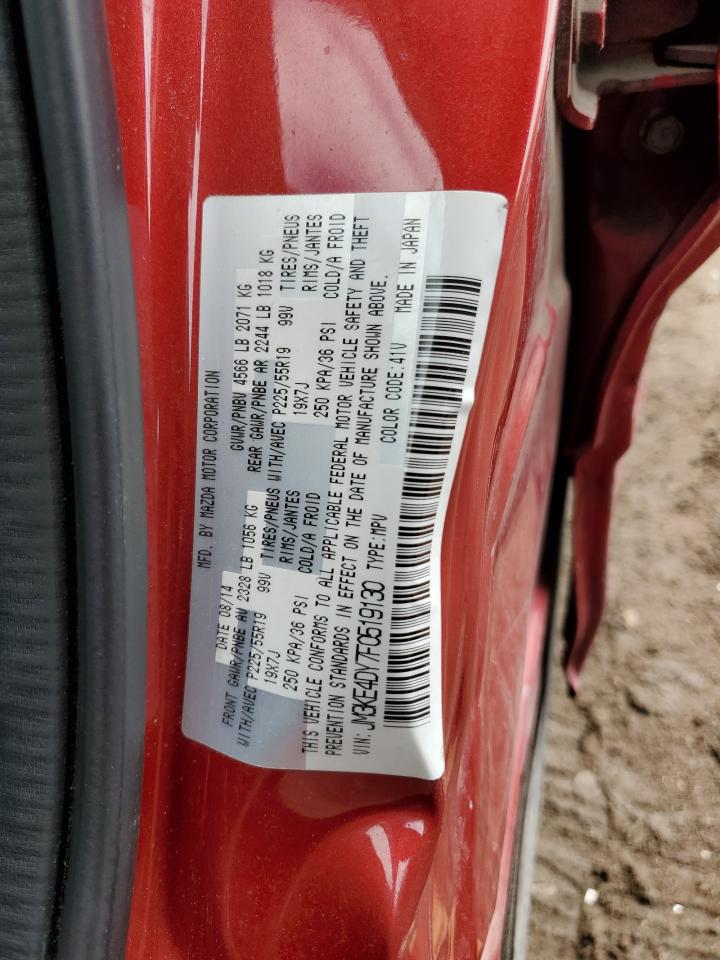 MFD. BY MAZDA MOTOR CORPORATION
DATE 08/14 GVWR/PNBV 4566 LB 2071 KG
FRONT GAWR/PNBE AV 2328 LB 1056 KG REAR GAWR/PNBE AR 2244 LB 1018 KG
WITH/AVEC P225/55R19 99V TIRES/PNEUS WITH/AVEC P225/55R19 99V TIRES/PNEUS
19X7J RIMS/JANTES 19X7J RIMS/JANTES
250 KPA/36 PSI COLD/A FROID 250 KPA/36 PSI COLD/A FROID
THIS VEHICLE CONFORMS TO ALL APPLICABLE FEDERAL MOTOR VEHICLE SAFETY AND THEFT
PREVENTION STANDARDS IN EFFECT ON THE DATE OF MANUFACTURE SHOWN ABOVE.
VIN: JM3KE4DY7F0519130 TYPE:MPV COLOR CODE:41V MADE IN JAPAN